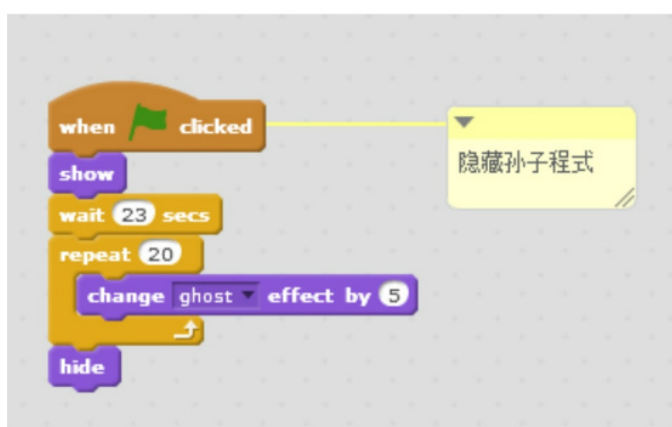 when clicked
隐藏孙子程式
show
wait 23 secs
repeat 20
change ghost effect by 5
hide